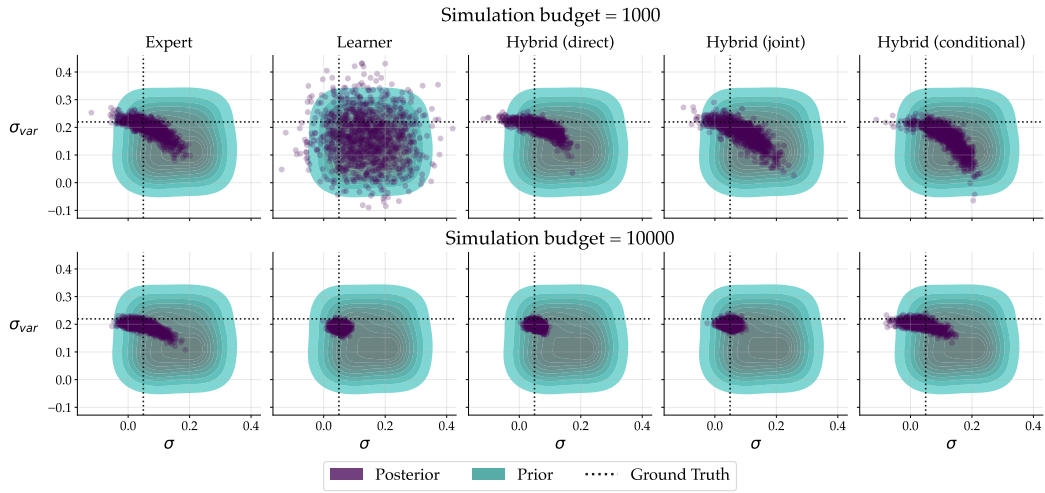 Simulation budget = 1000
Expert Learner Hybrid (direct) Hybrid (joint) Hybrid (conditional)
0.4
0.3
0.2
0.1
0.0
−0.1
σvar
Simulation budget = 10000
0.4
0.3
0.2
0.1
0.0
−0.1
σvar
0.0 0.2 0.4 0.0 0.2 0.4 0.0 0.2 0.4 0.0 0.2 0.4 0.0 0.2 0.4
σ σ σ σ σ
Posterior Prior Ground Truth